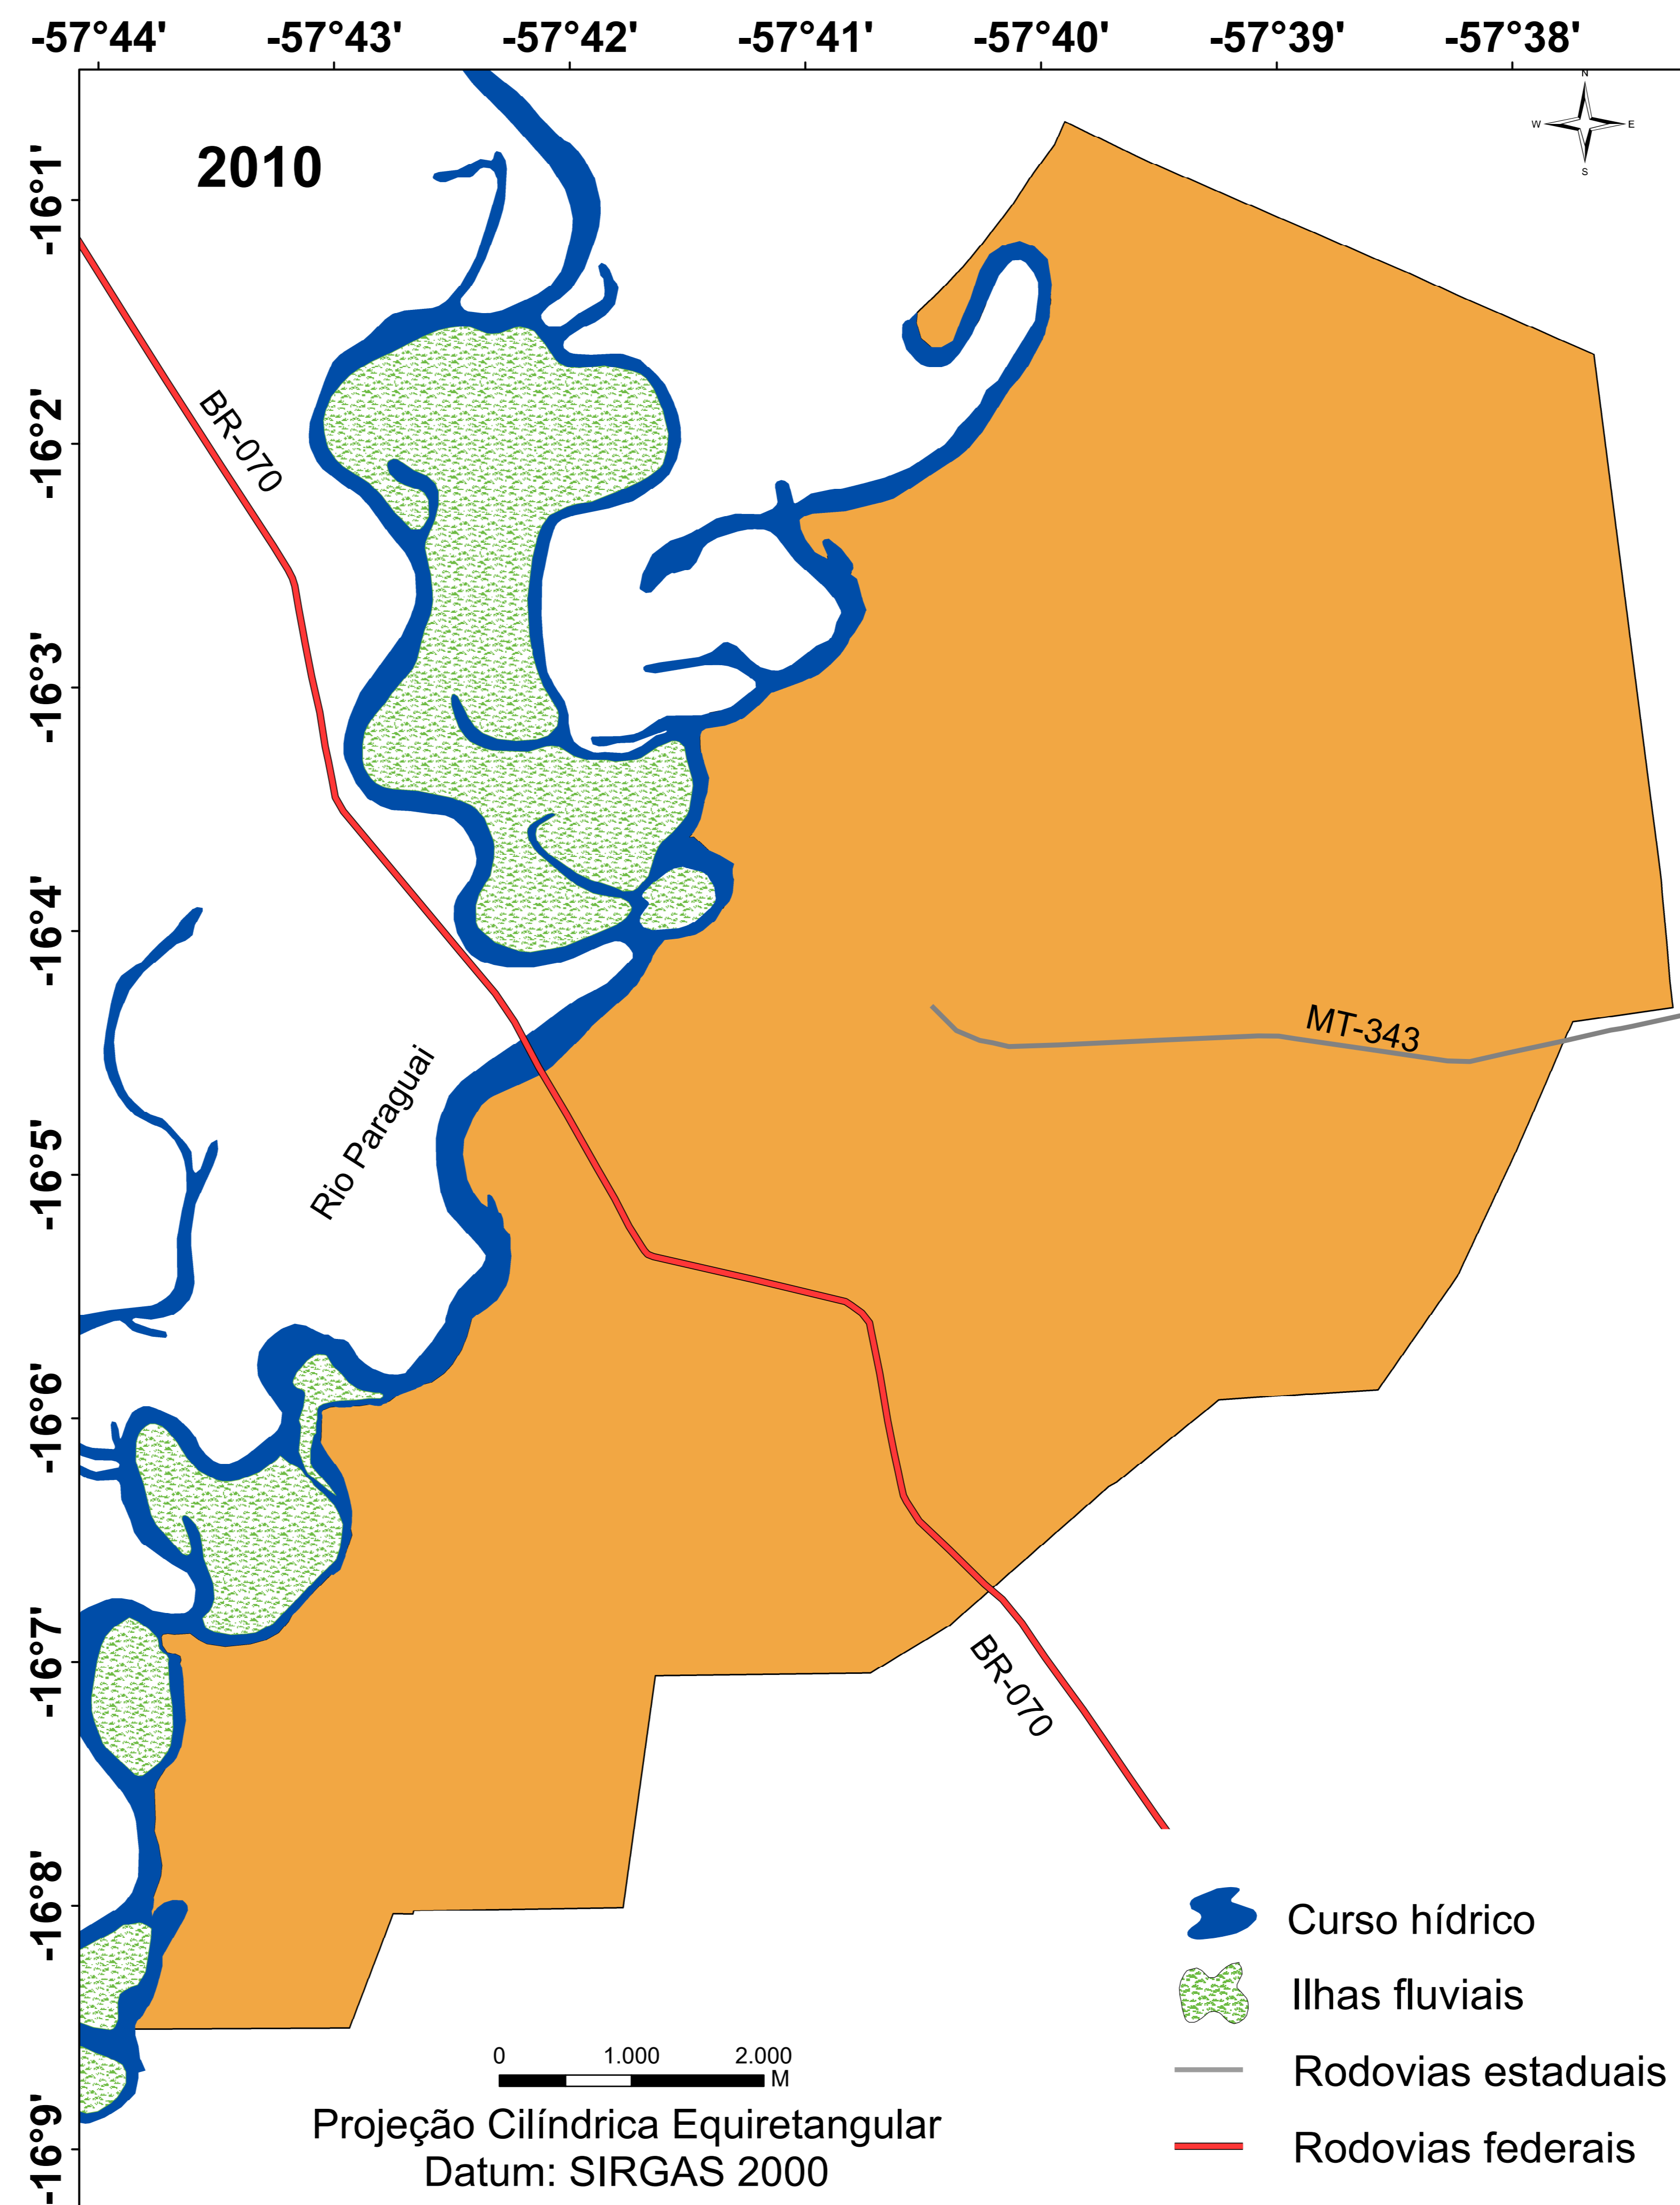 -57°44' -57°43' -57°42' -57°41' -57°40' -57°39' -57°38'
N
W E
S
2010
-16°1'
-16°2'
-16°3'
-16°4'
-16°5'
-16°6'
-16°7'
-16°8'
-16°9'
BR-070
MT-343
Rio Paraguai
BR-070
Curso hídrico
Ilhas fluviais
Rodovias estaduais
Rodovias federais
0 1.000 2.000
M
Projeção Cilíndrica Equiretangular
Datum: SIRGAS 2000